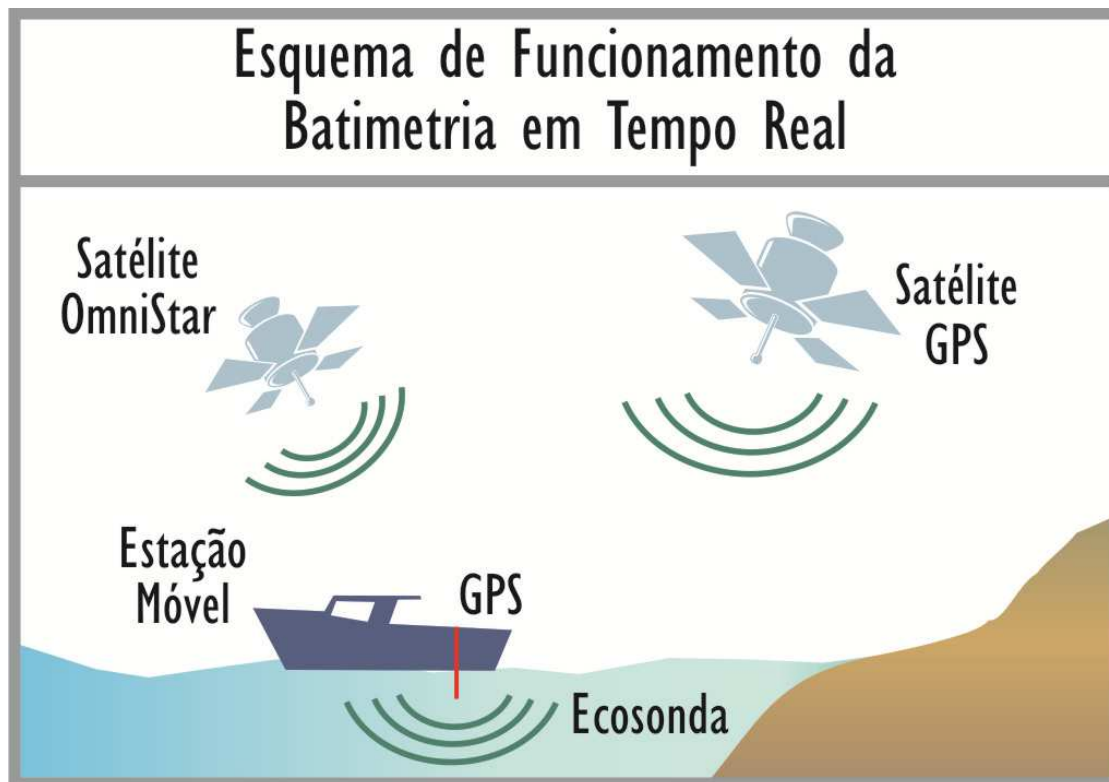 Esquema de Funcionamento da
Batimetria em Tempo Real
Satélite
OmniStar
Satélite
GPS
Estação
Móvel
GPS
Ecosonda